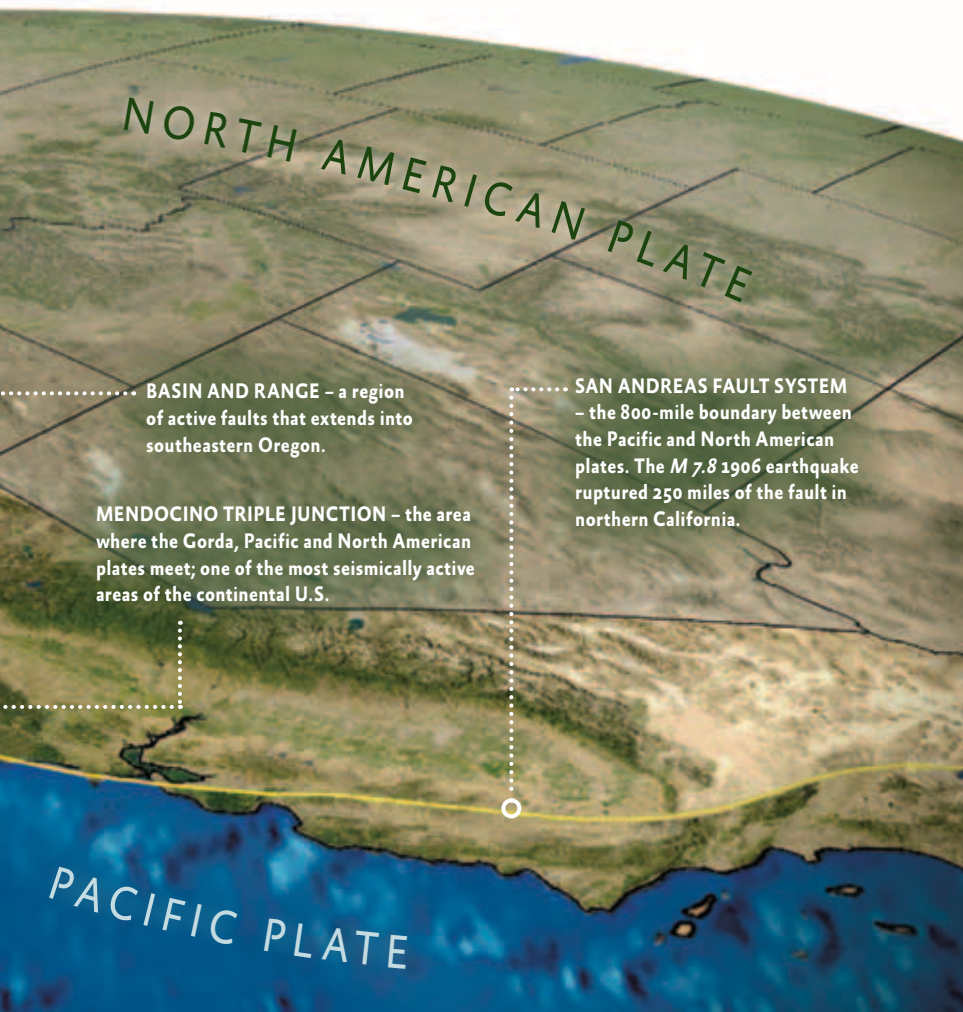 NORTH AMERICAN PLATE
BASIN AND RANGE – a region
of active faults that extends into
southeastern Oregon.
SAN ANDREAS FAULT SYSTEM
– the 800-mile boundary between
the Pacific and North American
plates. The M 7.8 1906 earthquake
ruptured 250 miles of the fault in
northern California.
MENDOCINO TRIPLE JUNCTION – the area
where the Gorda, Pacific and North American
plates meet; one of the most seismically active
areas of the continental U.S.
PACIFIC PLATE